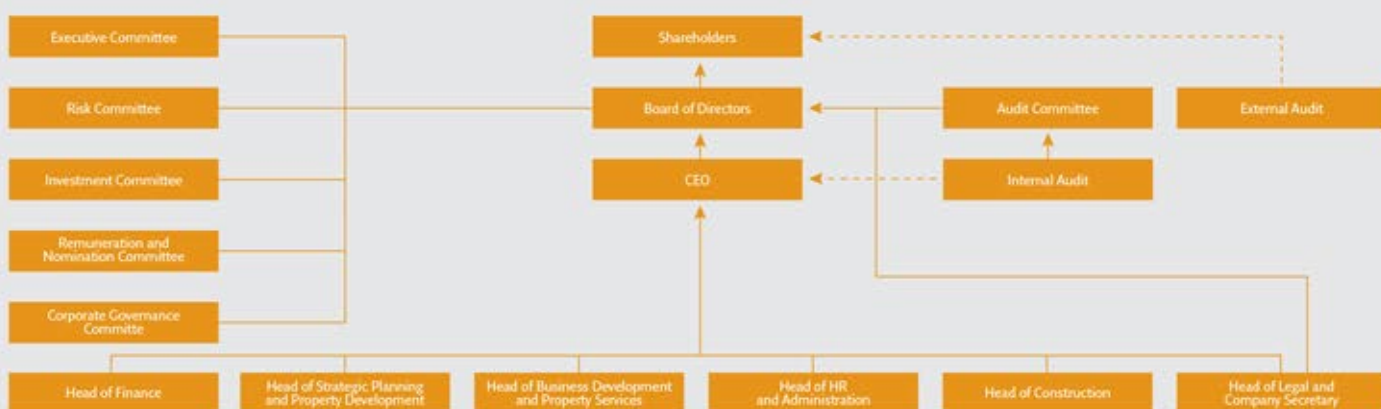 Executive Committee
Shareholders
Risk Committee
Board of Directors
Audit Committee
External Audit
Investment Committee
CEO
Internal Audit
Remuneration and
Nomination Committee
Corporate Governance
Committe
Head of Finance
Head of Strategic Planning
and Property Development
Head of Business Development
and Property Services
Head of HR
and Administration
Head of Construction
Head of Legal and
Company Secretary